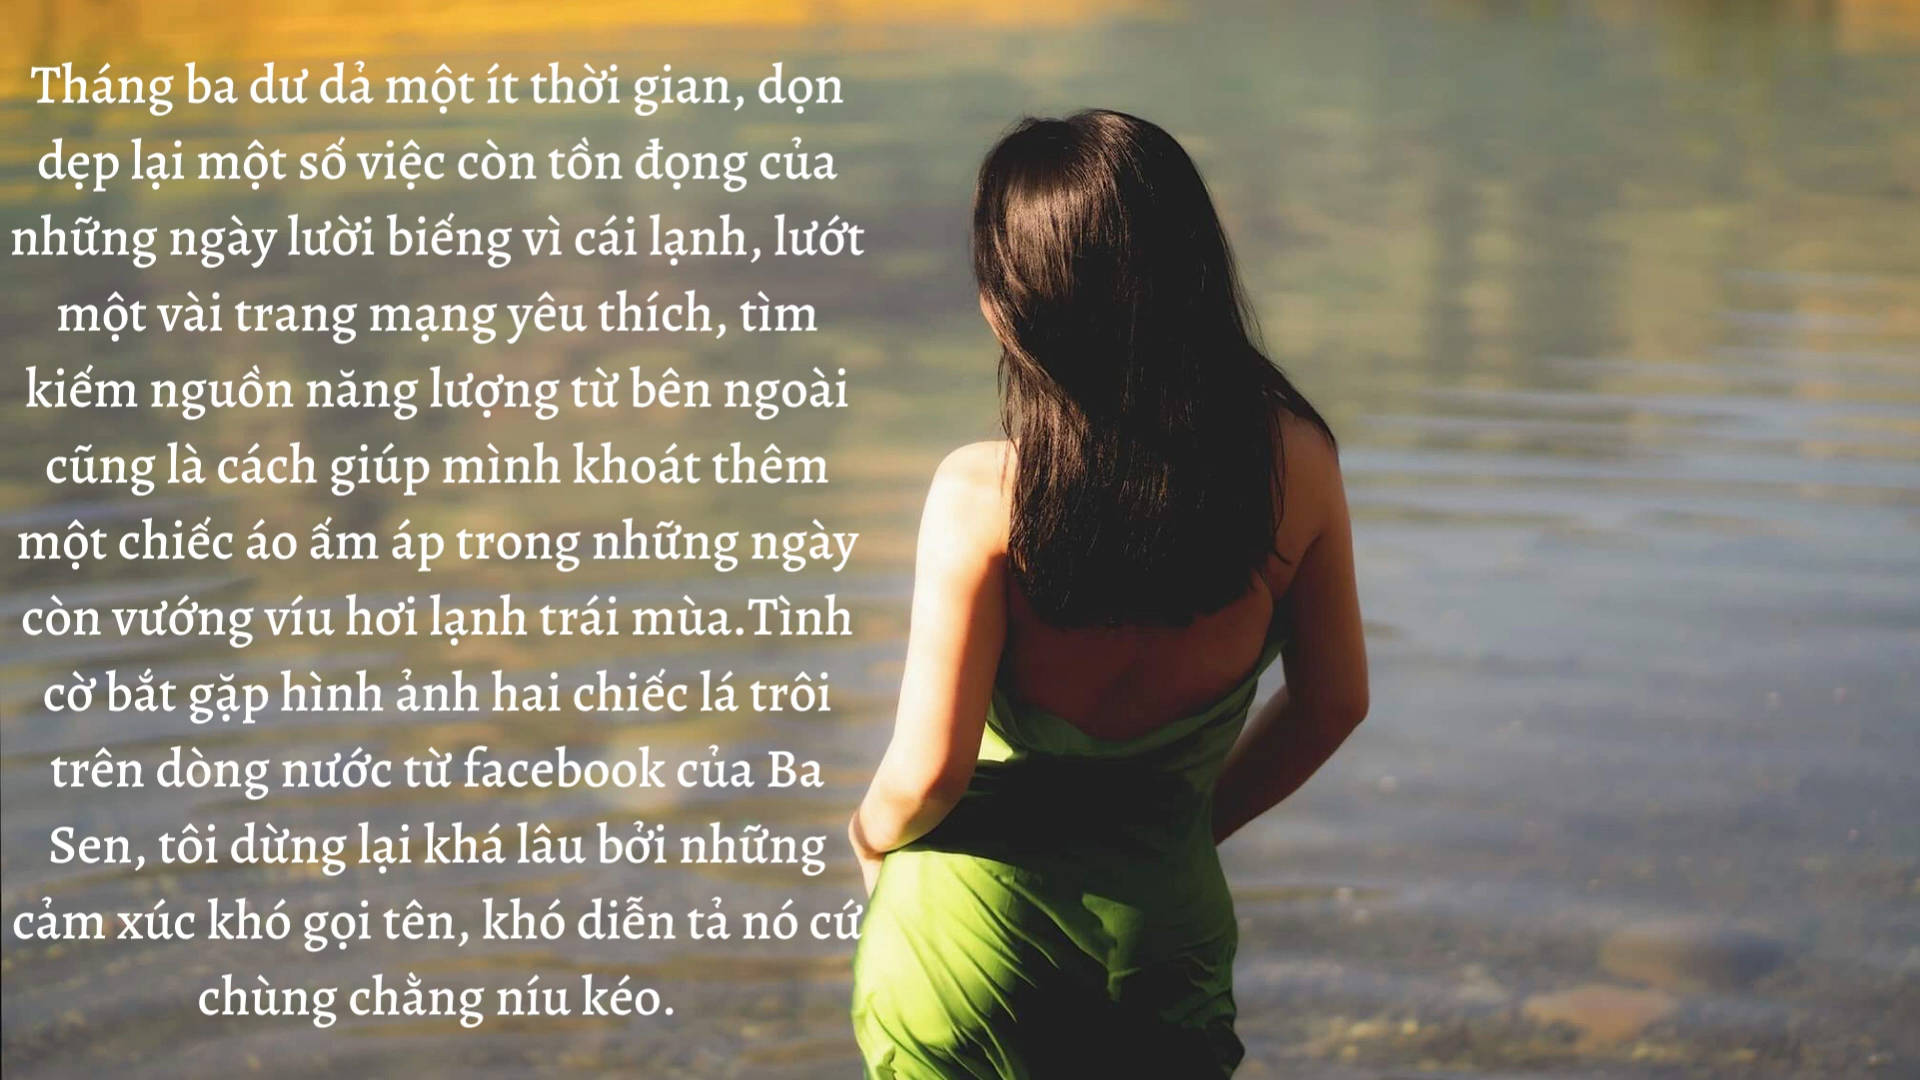 Tháng ba dư dả một ít thời gian, dọn
dẹp lại một số việc còn tồn đọng của
những ngày lười biếng vì cái lạnh, lướt
một vài trang mạng yêu thích, tìm
kiếm nguồn năng lượng từ bên ngoài
cũng là cách giúp mình khoát thêm
một chiếc áo ấm áp trong những ngày
còn vướng víu hơi lạnh trái mùa.Tình
cờ bắt gặp hình ảnh hai chiếc lá trôi
trên dòng nước từ facebook của Ba
Sen, tôi dừng lại khá lâu bởi những
cảm xúc khó gọi tên, khó diễn tả nó cứ
chùng chằng níu kéo.